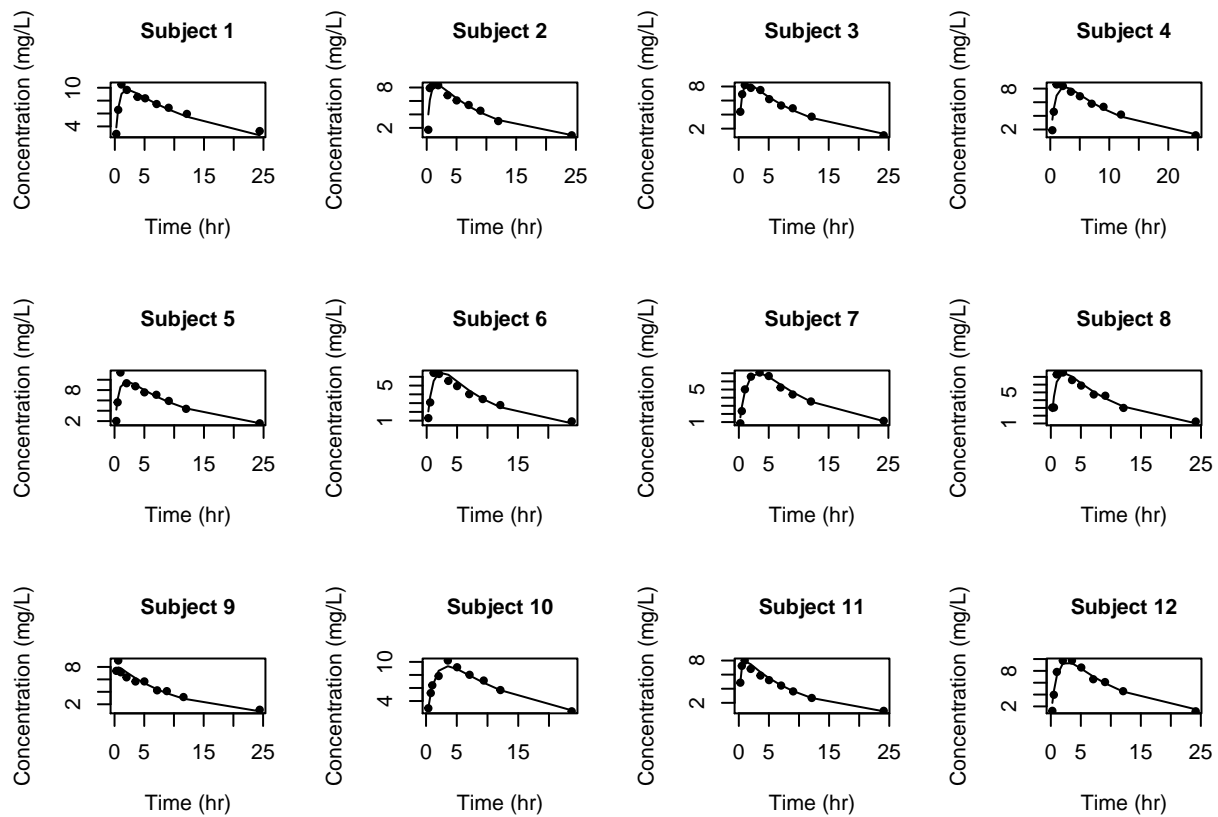 Subject 1
Concentration (mg/L)
10
4
0 5 15 25
Time (hr)
Subject 2
Concentration (mg/L)
8
2
0 5 15 25
Time (hr)
Subject 3
Concentration (mg/L)
8
2
0 5 15 25
Time (hr)
Subject 4
Concentration (mg/L)
8
2
0 10 20
Time (hr)
Subject 5
Concentration (mg/L)
8
2
0 5 15 25
Time (hr)
Subject 6
Concentration (mg/L)
5
1
0 5 15
Time (hr)
Subject 7
Concentration (mg/L)
5
1
0 5 15 25
Time (hr)
Subject 8
Concentration (mg/L)
5
1
0 5 15 25
Time (hr)
Subject 9
Concentration (mg/L)
8
2
0 5 15 25
Time (hr)
Subject 10
Concentration (mg/L)
10
4
0 5 15
Time (hr)
Subject 11
Concentration (mg/L)
8
2
0 5 15 25
Time (hr)
Subject 12
Concentration (mg/L)
8
2
0 5 15 25
Time (hr)